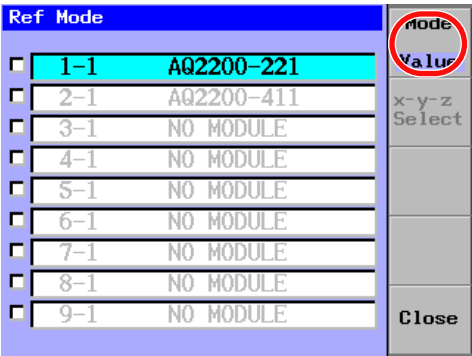 Ref Mode
1-1 AQ2200-221
2-1 AQ2200-411
3-1 NO MODULE
4-1 NO MODULE
5-1 NO MODULE
6-1 NO MODULE
7-1 NO MODULE
8-1 NO MODULE
9-1 NO MODULE
Mode
Value
x-y-z
Select
Close